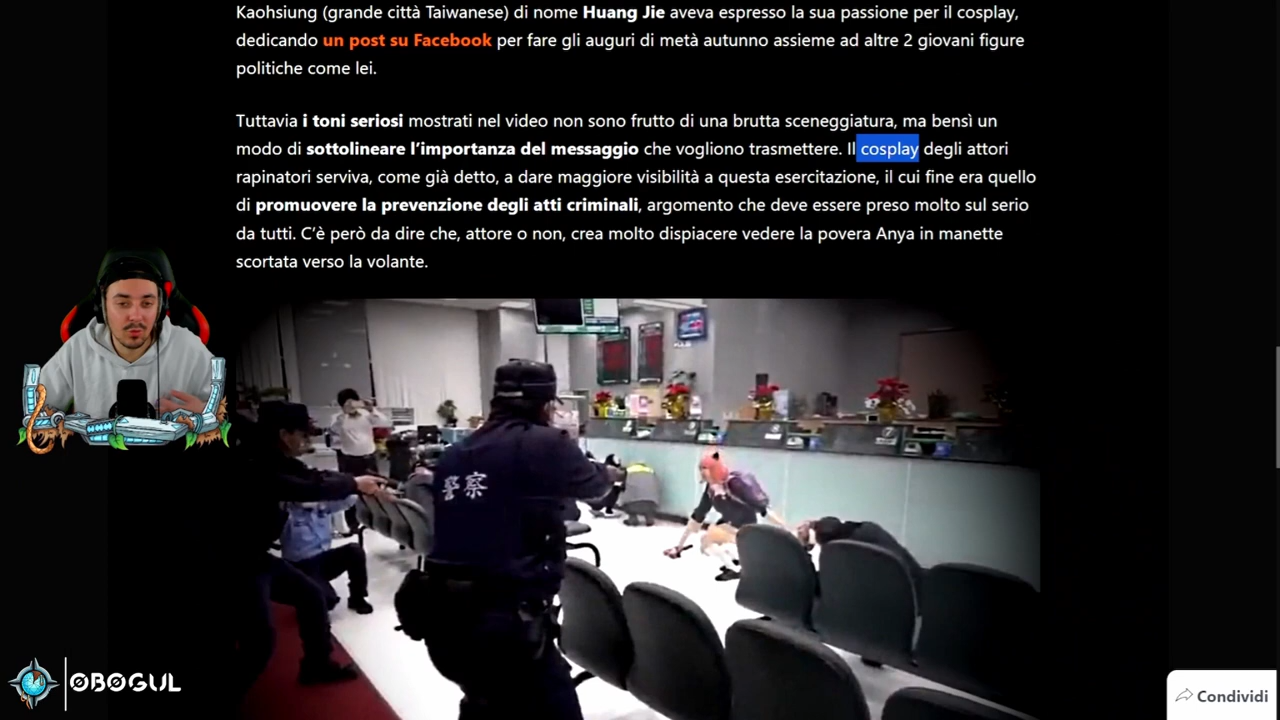 Kaohsiung (grande città Taiwanese) di nome Huang Jie aveva espresso la sua passione per il cosplay,
dedicando un post su Facebook per fare gli auguri di metà autunno assieme ad altre 2 giovani figure
politiche come lei.
Tuttavia i toni seriosi mostrati nel video non sono frutto di una brutta sceneggiatura, ma bensì un
modo di sottolineare l’importanza del messaggio che vogliono trasmettere. Il cosplay degli attori
rapinatori serviva, come già detto, a dare maggiore visibilità a questa esercitazione, il cui fine era quello
di promuovere la prevenzione degli atti criminali, argomento che deve essere preso molto sul serio
da tutti. C’è però da dire che, attore o non, crea molto dispiacere vedere la povera Anya in manette
scortata verso la volante.
警察
ØBØGUL
Condividi